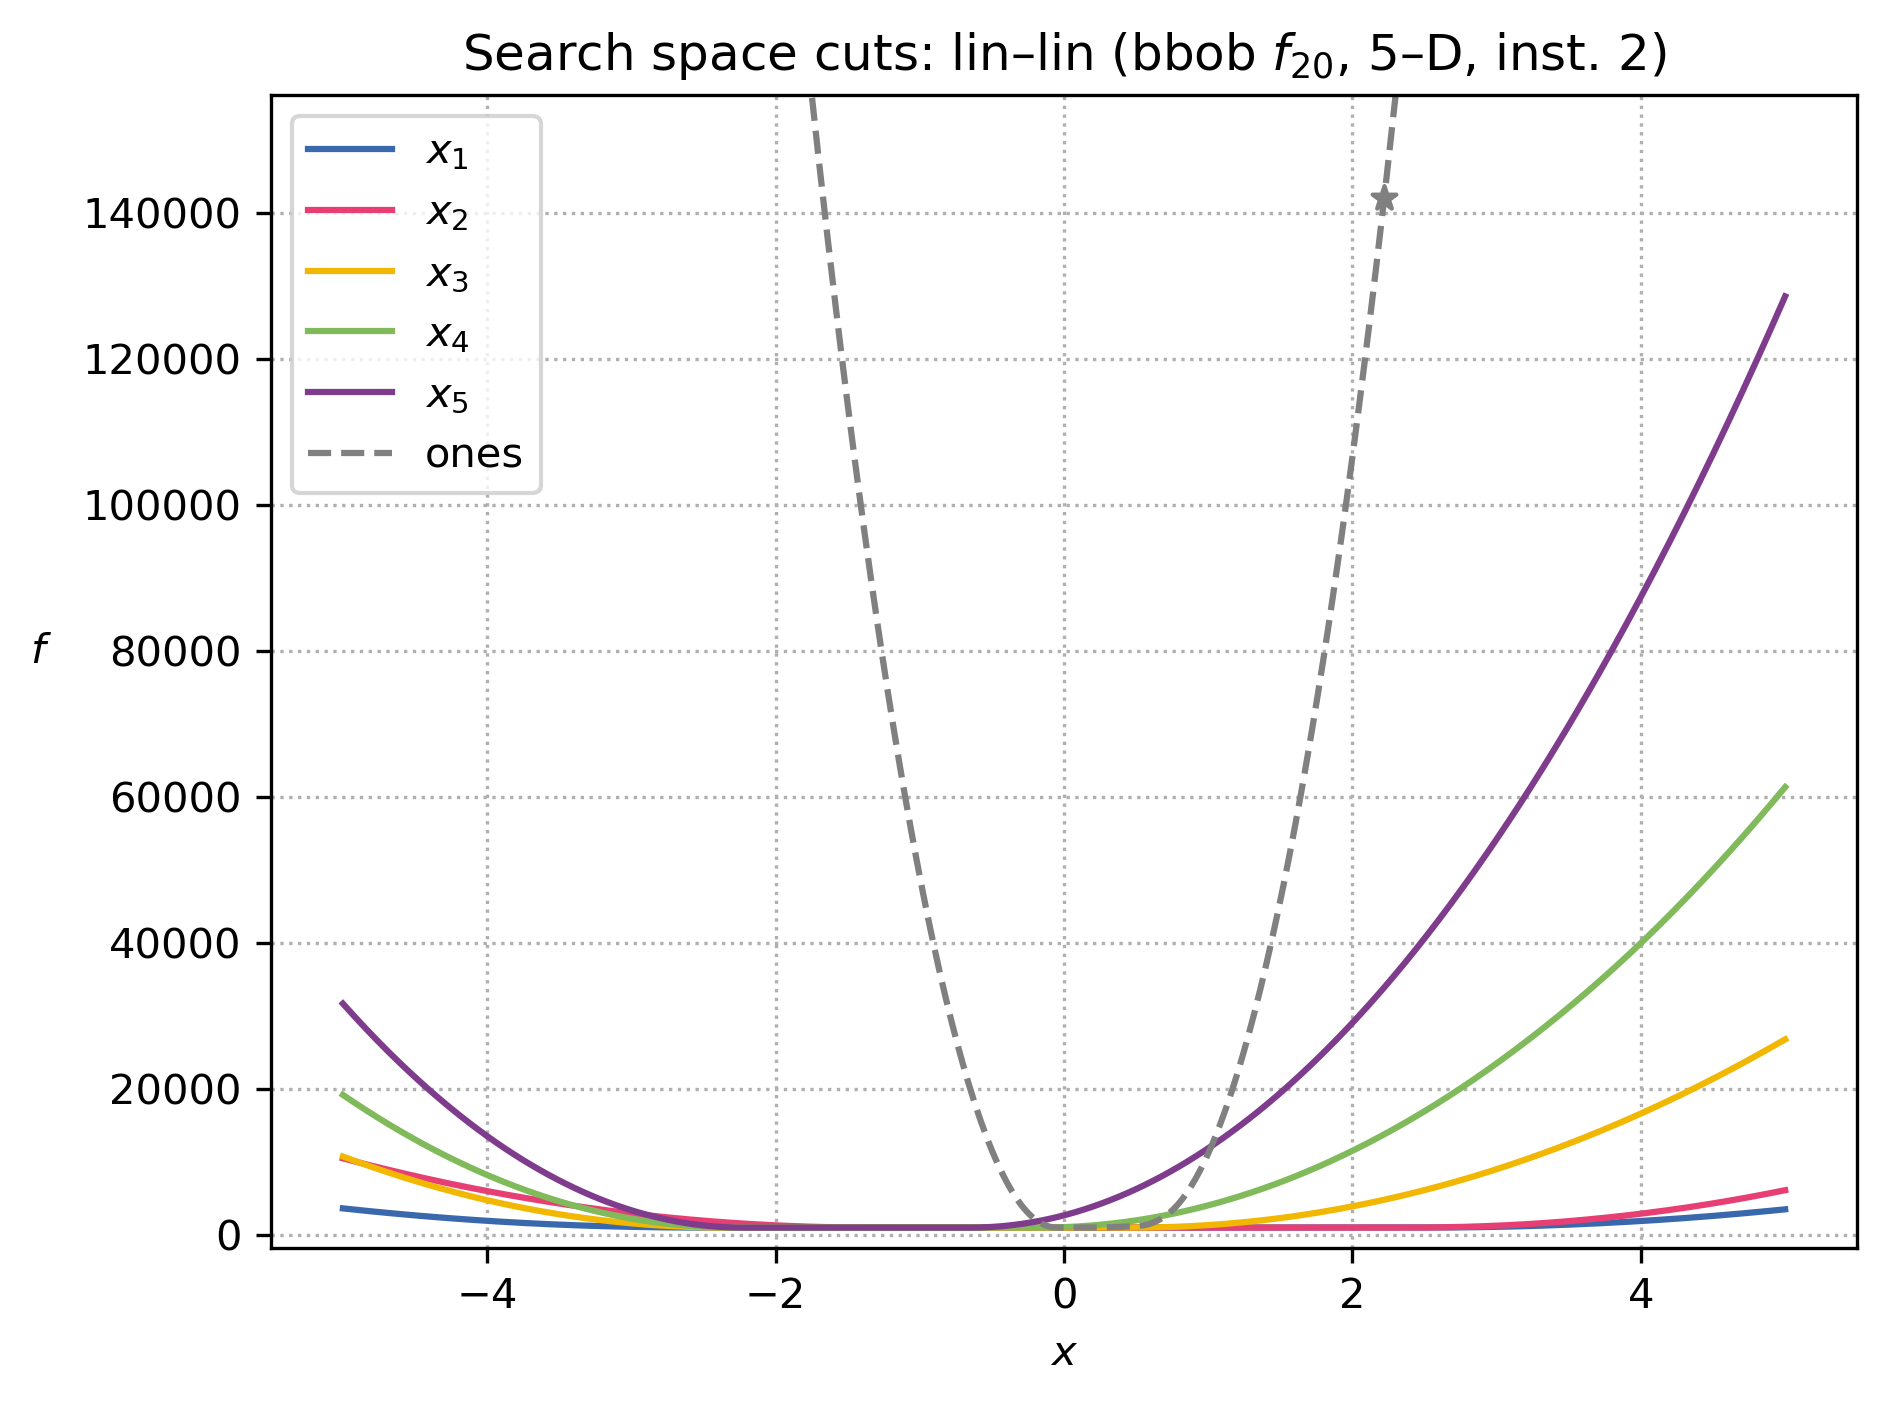 Search space cuts: lin–lin (bbob f₂₀, 5–D, inst. 2)
x₁
x₂
x₃
x₄
x₅
ones
140000
120000
100000
80000
60000
40000
20000
0
f
−4 −2 0 2 4
x